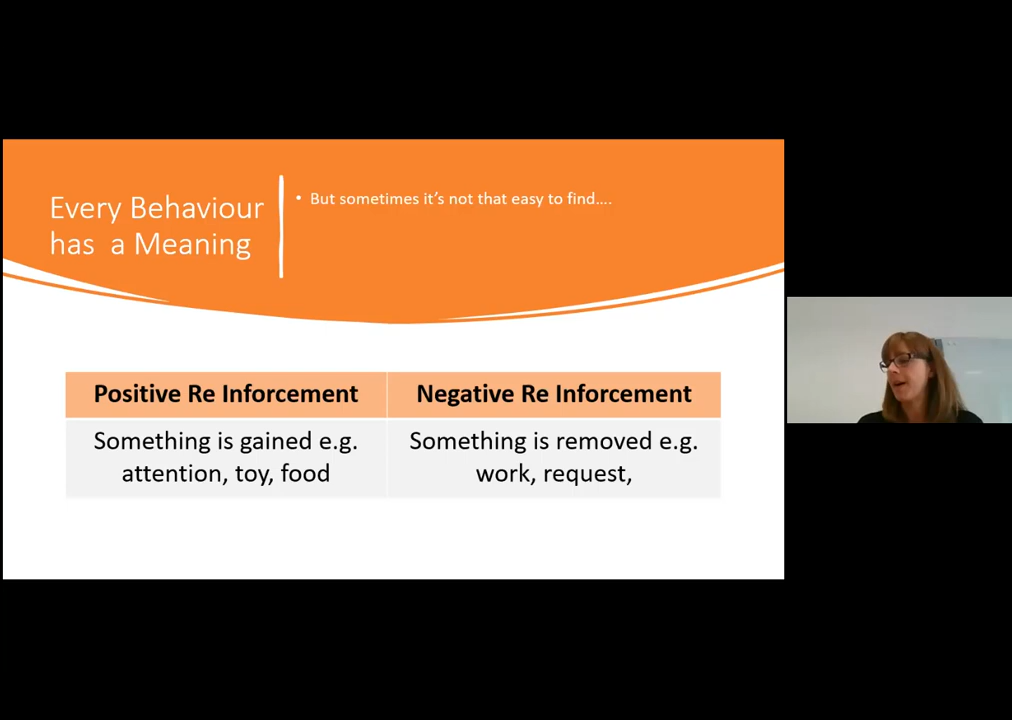 Every Behaviour
has  a Meaning
• But sometimes it's not that easy to find….
Positive Re Inforcement
Negative Re Inforcement
Something is gained e.g.
attention, toy, food
Something is removed e.g.
work, request,